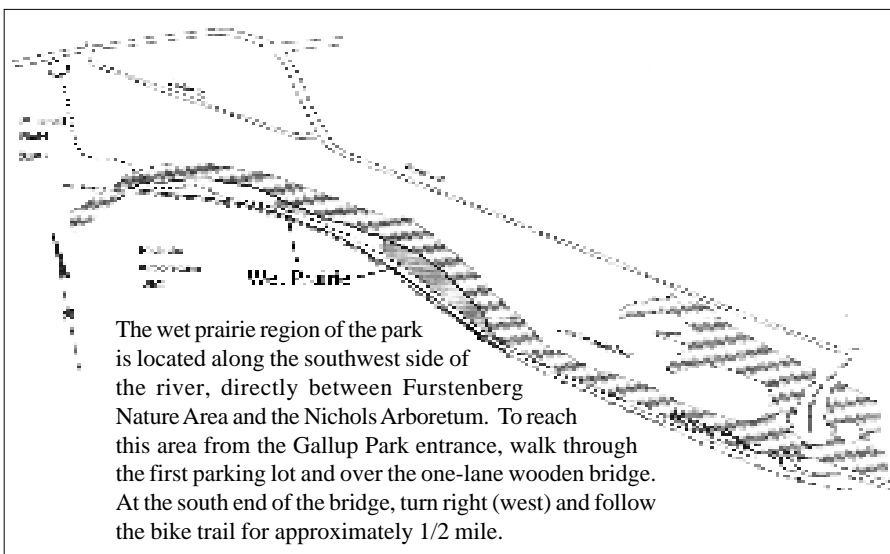 Wet Prairie
The wet prairie region of the park
is located along the southwest side of
the river, directly between Furstenberg
Nature Area and the Nichols Arboretum. To reach
this area from the Gallup Park entrance, walk through
the first parking lot and over the one-lane wooden bridge.
At the south end of the bridge, turn right (west) and follow
the bike trail for approximately 1/2 mile.